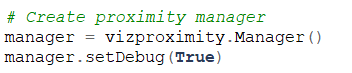 # Create proximity manager
manager = vizproximity.Manager()
manager.setDebug(True)